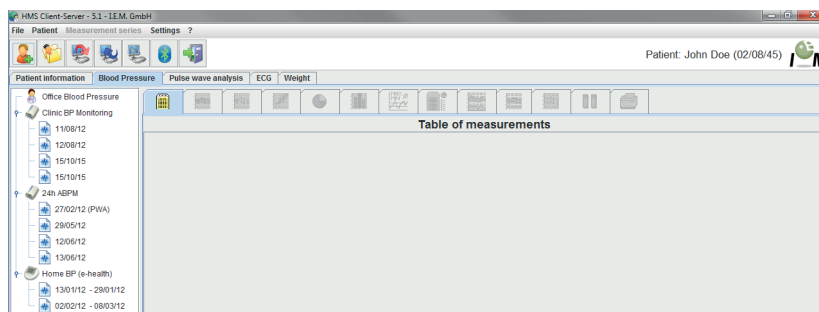 HMS Client-Server - 5.1 - I.E.M. GmbH
File Patient Measurement series Settings ?
Patient: John Doe (02/08/45)
Patient information Blood Pressure Pulse wave analysis ECG Weight
Office Blood Pressure
Clinic BP Monitoring
Table of measurements
11/08/12
12/08/12
15/10/15
15/10/15
24h ABPM
27/02/12 (PWA)
29/05/12
12/06/12
13/06/12
Home BP (e-health)
13/01/12 - 29/01/12
02/02/12 - 08/03/12